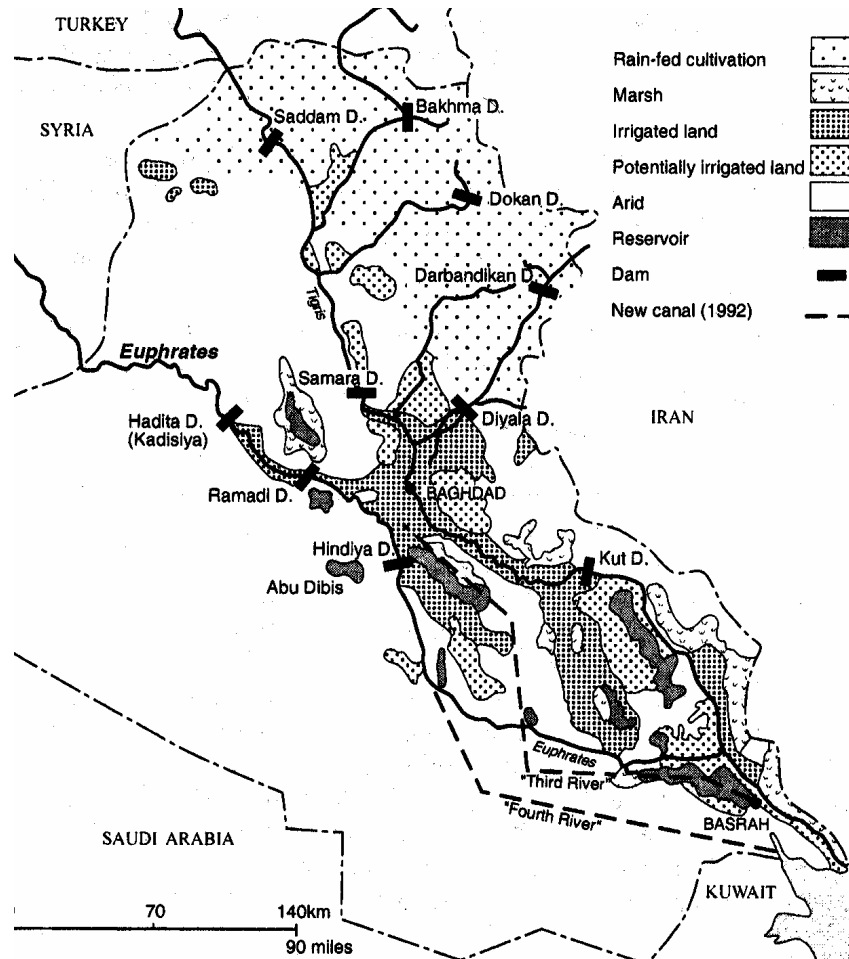 TURKEY
SYRIA
Saddam D.
Bakhma D.
Dokan D.
Darbandikan D.
Tigris
Euphrates
Samara D.
Hadita D.
(Kadisiya)
Diyala D.
IRAN
Ramadi D.
BAGHDAD
Hindiya D.
Kut D.
Abu Dibis
Euphrates
"Third River"
"Fourth River"
BASRAH
SAUDI ARABIA
KUWAIT
70
140km
90 miles
Rain-fed cultivation
Marsh
Irrigated land
Potentially irrigated land
Arid
Reservoir
Dam
New canal (1992)